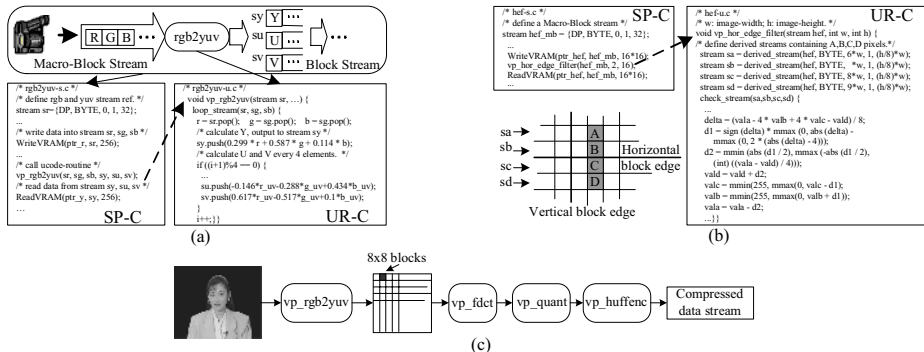 (a)
R G B ...
Macro-Block Stream
rgb2yuv
sy Y ...
su U ...
sv V ...
...
Block Stream
/* rgb2yuv-s.c */
/* define rgb and yuv stream ref. */
stream sr={DP, BYTE, 0, 1, 32};
...
/* write data into stream sr, sg, sb */
WriteVRAM(ptr_r, sr, 256);
...
/* call ucode-routine */
vp_rgb2yuv(sr, sg, sb, sy, su, sv);
/* read data from stream sy, su, sv */
ReadVRAM(ptr_y, sy, 256);
...
SP-C
/* rgb2yuv-u.c */
void vp_rgb2yuv(stream sr, ...) {
loop_stream(sr, sg, sb) {
r = sr.pop(); g = sg.pop(); b = sg.pop();
/* calculate Y, output to stream sy */
sy.push(0.299 * r + 0.587 * g + 0.114 * b);
/* calculate U and V every 4 elements. */
if ((i+1)%4 == 0) {
...
su.push(-0.146*r_uv-0.288*g_uv+0.434*b_uv);
sv.push(0.617*r_uv-0.517*g_uv+0.1*b_uv);
}
i++;}}
UR-C
(a)
/* hef-s.c */
/* define a Macro-Block stream */
stream hef_mb = {DP, BYTE, 0, 1, 32};
...
WriteVRAM(ptr_hef, hef_mb, 16*16);
vp_hor_edge_filter(hef_mb, 2, 16);
ReadVRAM(ptr_hef, hef_mb, 16*16);
...
SP-C
UR-C
/* hef-u.c */
/* w: image-width; h: image-height. */
void vp_hor_edge_filter(stream hef, int w, int h) {
/* define derived streams containing A,B,C,D pixels.*/
stream sa = derived_stream(hef, BYTE, 6*w, 1, (h/8)*w);
stream sb = derived_stream(hef, BYTE, 7*w, 1, (h/8)*w);
stream sc = derived_stream(hef, BYTE, 8*w, 1, (h/8)*w);
stream sd = derived_stream(hef, BYTE, 9*w, 1, (h/8)*w);
check_stream(sa,sb,sc,sd) {
...
delta = (vala - 4 * valb + 4 * valc - vald) / 8;
d1 = sign (delta) * mmax (0, abs (delta) -
mmax (0, 2 * (abs (delta) - 4)));
d2 = mmin (abs (d1 / 2), mmax (-abs (d1 / 2),
(int) ((vala - vald) / 4)));
vald = vald + d2;
valc = mmin(255, mmax(0, valc - d1));
valb = mmin(255, mmax(0, valb + d1));
vala = vala - d2;
...}}
sa A
sb B
sc C
sd D
Horizontal
block edge
Vertical block edge
(b)
8x8 blocks
vp_rgb2yuv
vp_fdct
vp_quant
vp_huffenc
Compressed
data stream
(c)